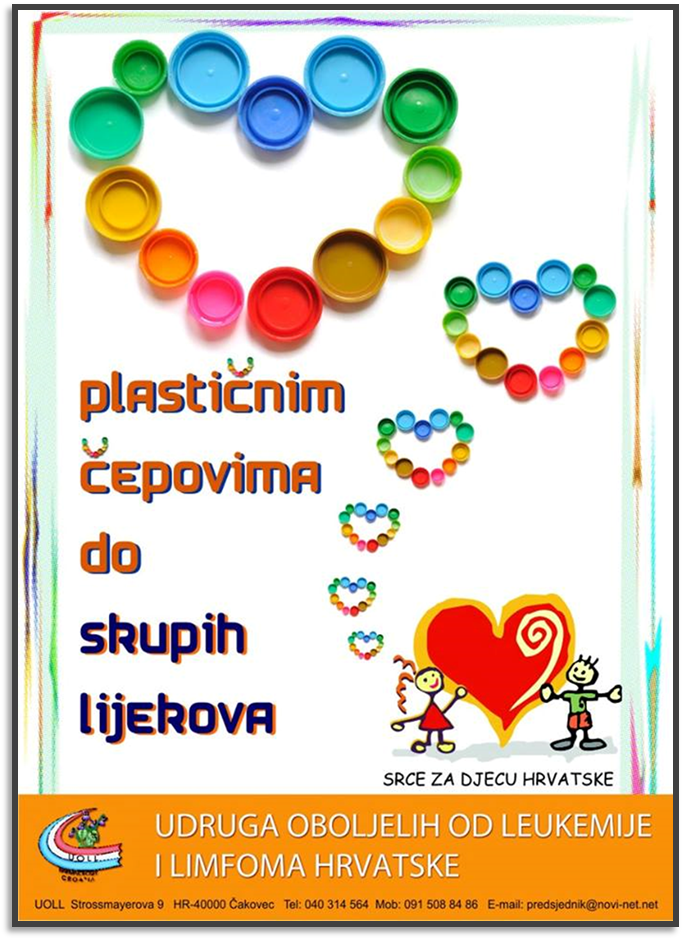 plastičnim
čepovima
do
skupih
lijekova
SRCE ZA DJECU HRVATSKE
UOLL
CROATIA
UDRUGA OBOLJELIH OD LEUKEMIJE
I LIMFOMA HRVATSKE
UOLL Strossmayerova 9 HR-40000 Čakovec Tel: 040 314 564 Mob: 091 508 84 86 E-mail: predsjednik@novi-net.net